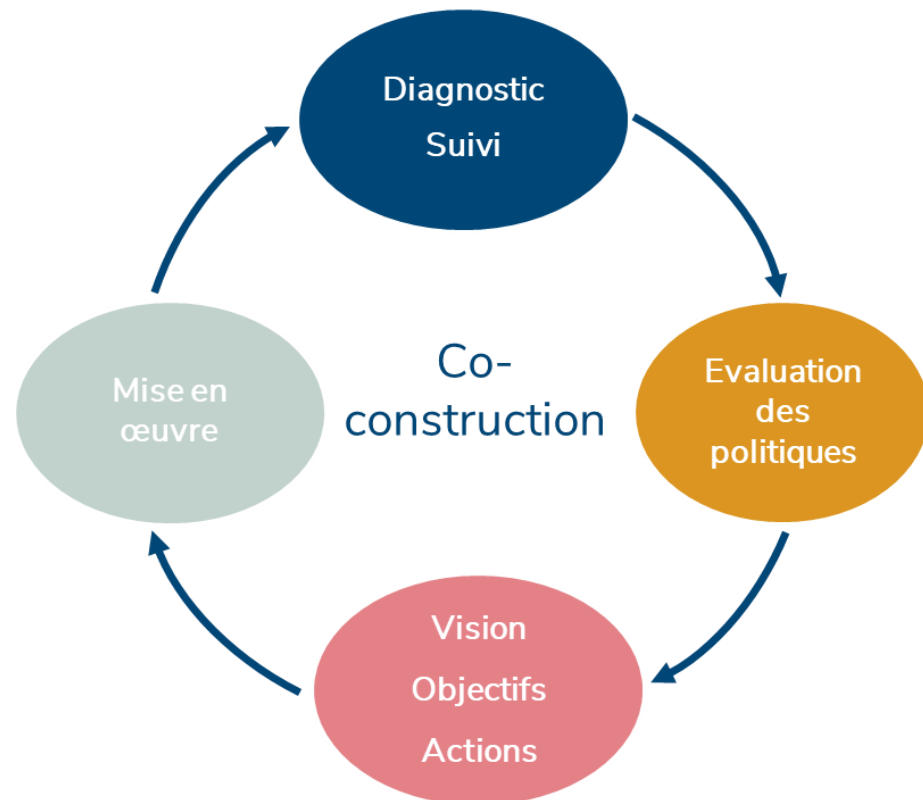 Diagnostic
Suivi
Evaluation
des
politiques
Co-
construction
Mise en
œuvre
Vision
Objectifs
Actions